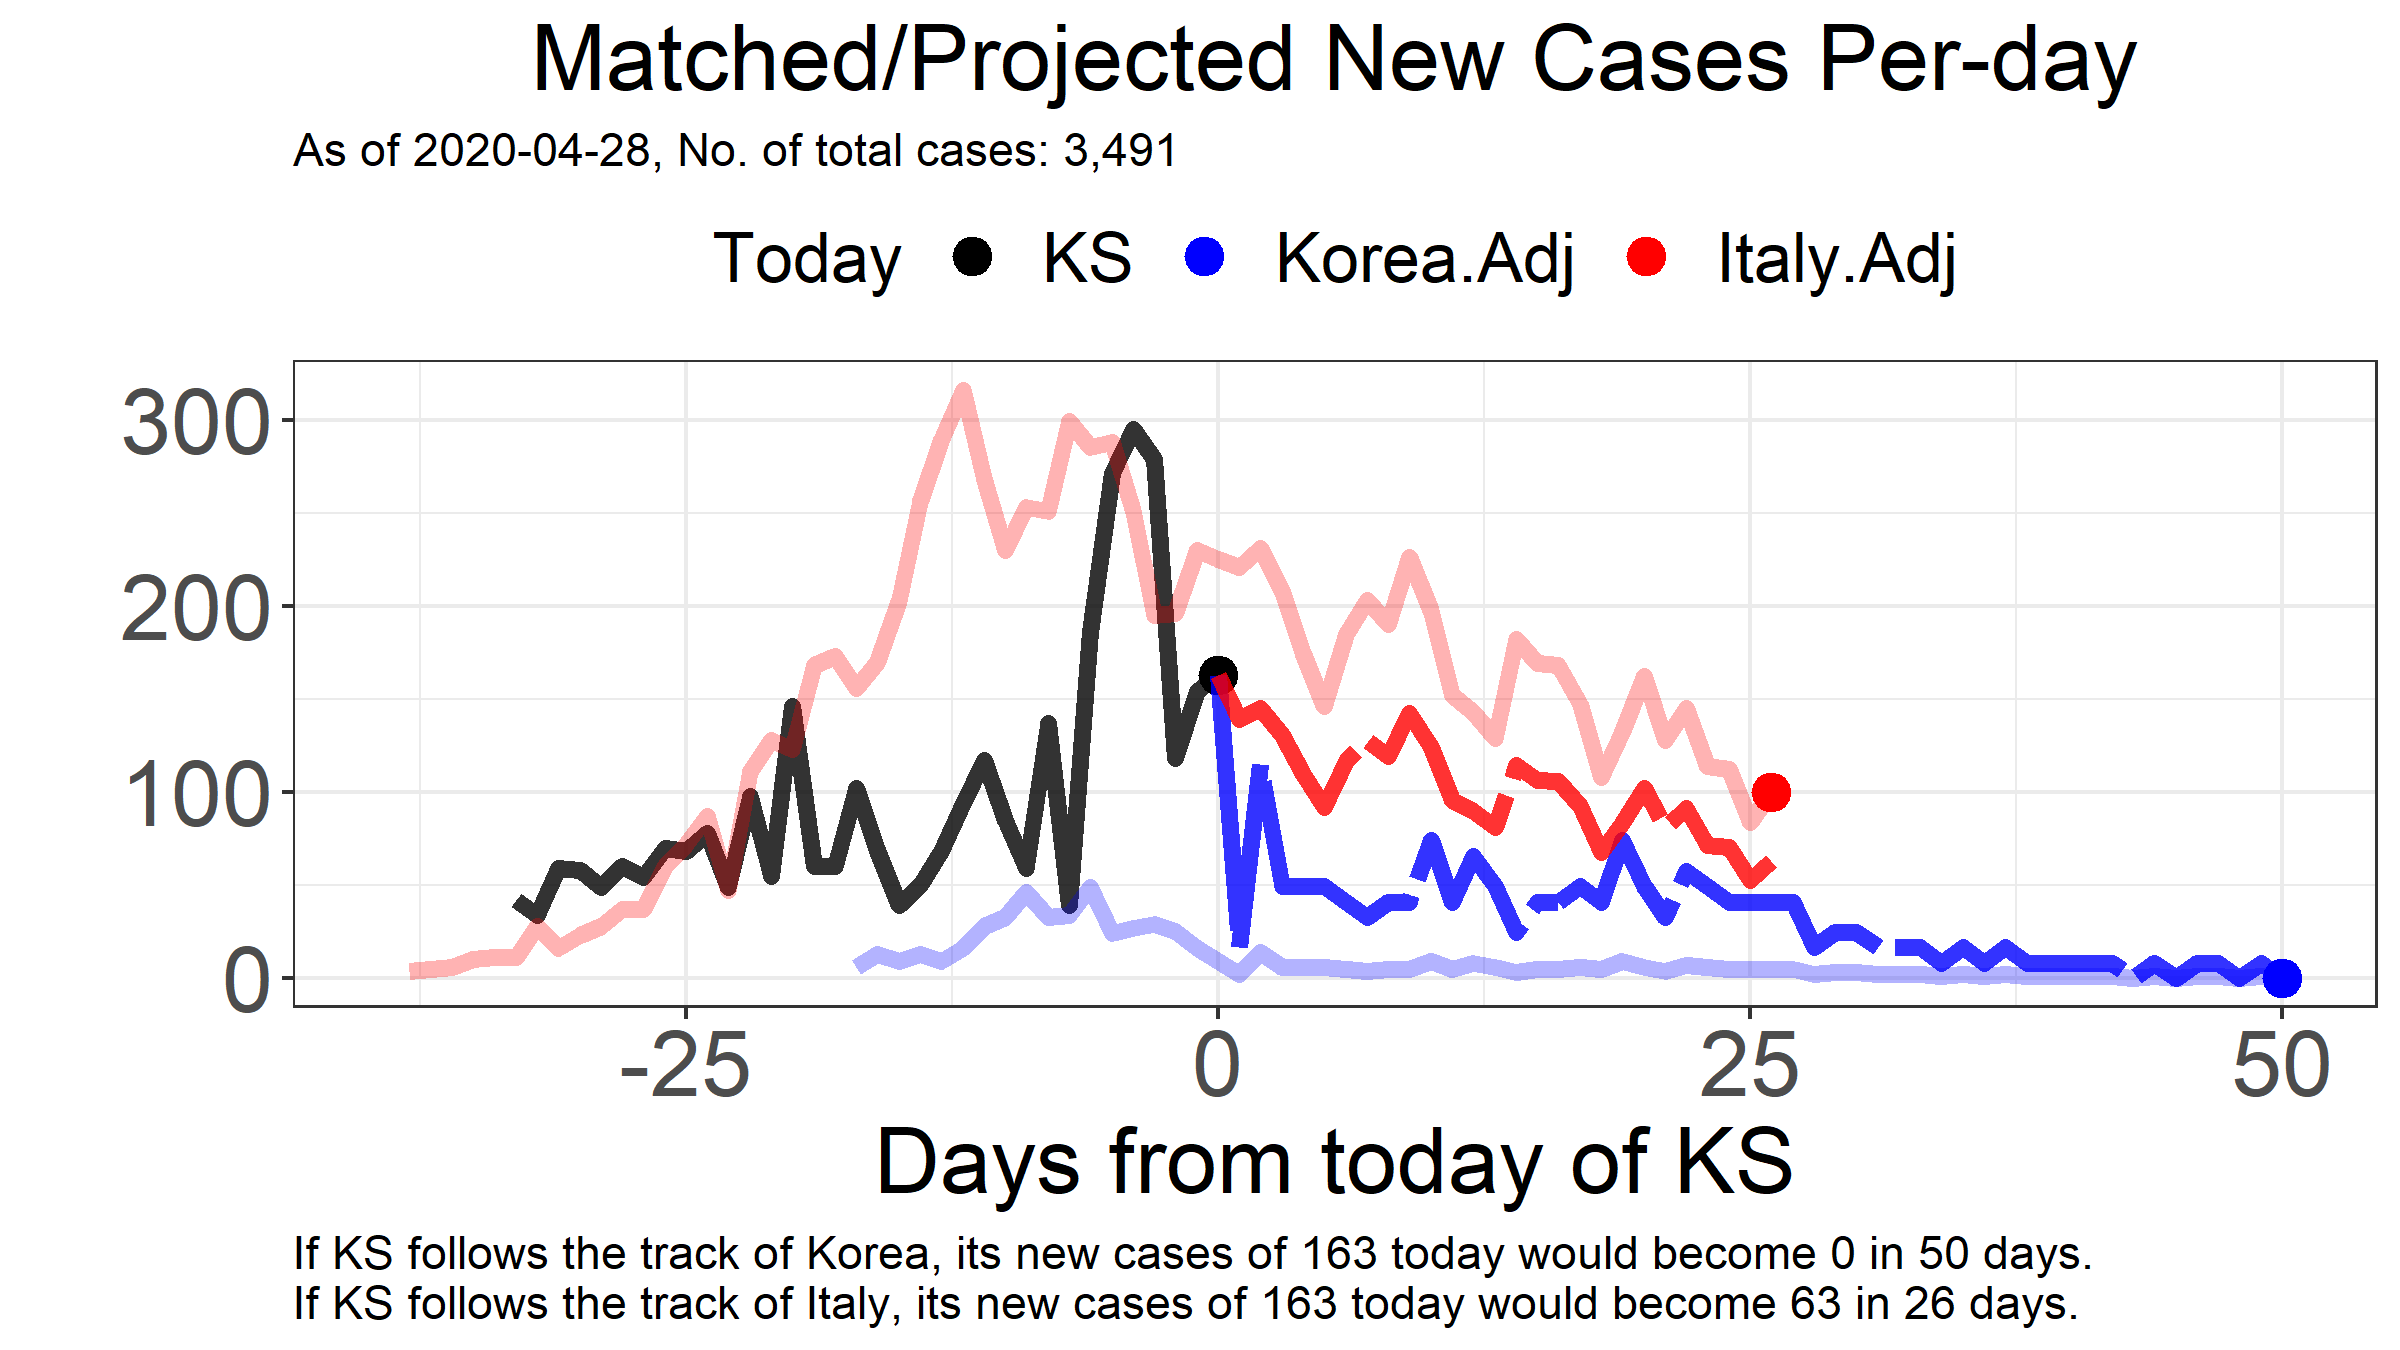 Matched/Projected New Cases Per-day
As of 2020-04-28, No. of total cases: 3,491
Today KS Korea.Adj Italy.Adj
300
200
100
0
-25 0 25 50
Days from today of KS
If KS follows the track of Korea, its new cases of 163 today would become 0 in 50 days.
If KS follows the track of Italy, its new cases of 163 today would become 63 in 26 days.